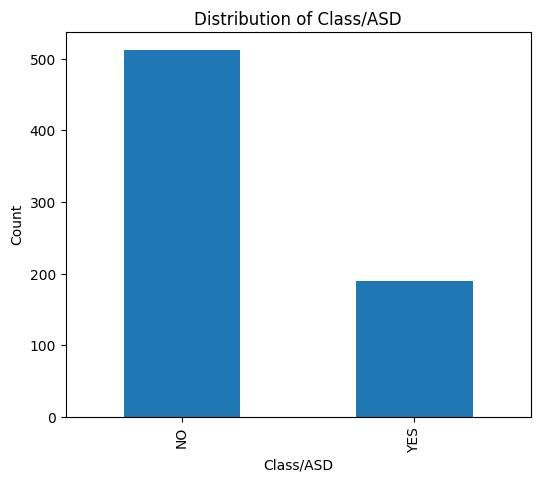 Distribution of Class/ASD
500
400
300
200
100
0
Count
NO
YES
Class/ASD